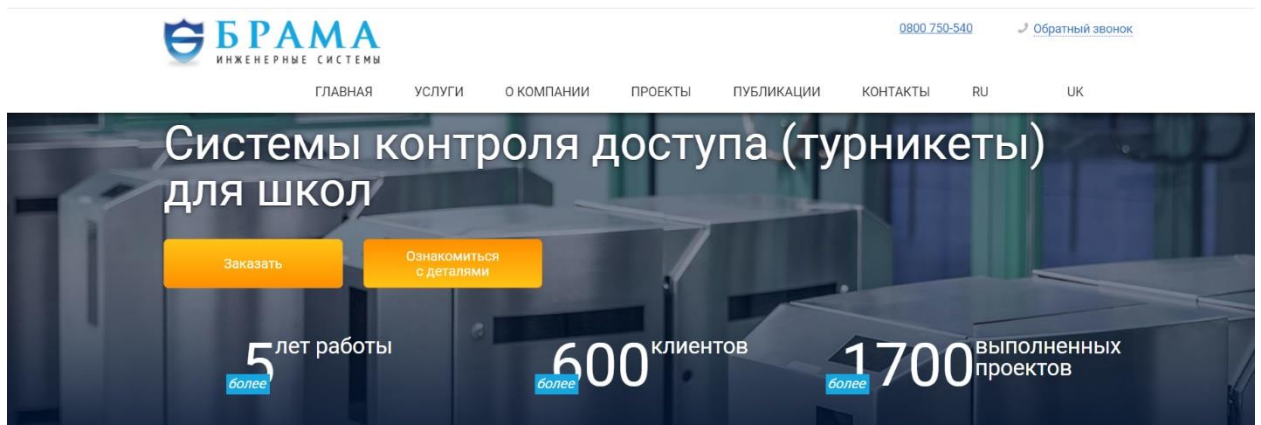 БРАМА
ИНЖЕНЕРНЫЕ СИСТЕМЫ
0800 750-540
Обратный звонок
ГЛАВНАЯ УСЛУГИ О КОМПАНИИ ПРОЕКТЫ ПУБЛИКАЦИИ КОНТАКТЫ RU UK
Системы контроля доступа (турникеты)
для школ
Заказать
Ознакомиться
с деталями
более 5 лет работы
более 600 клиентов
более 1700 выполненных
проектов